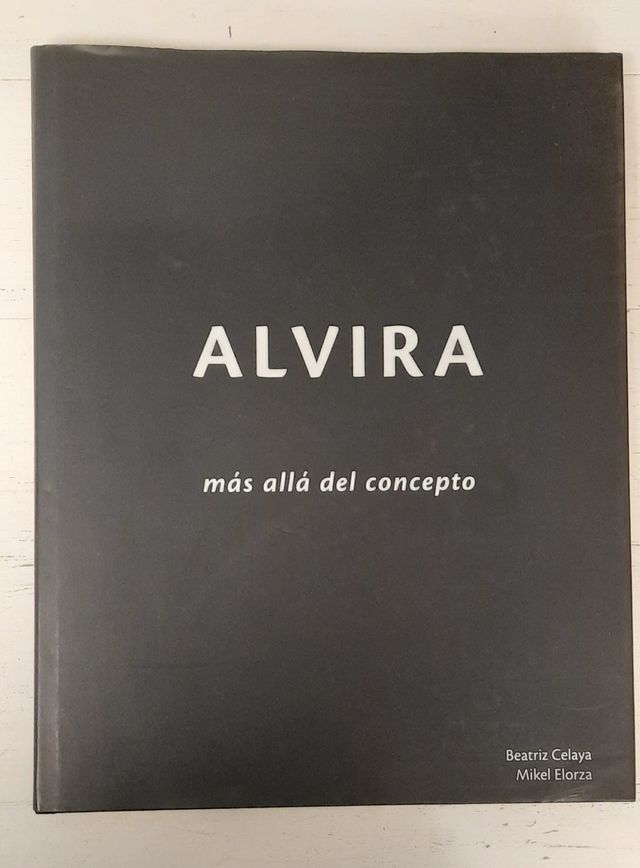 ALVIRA
más allá del concepto
Beatriz Celaya
Mikel Elorza